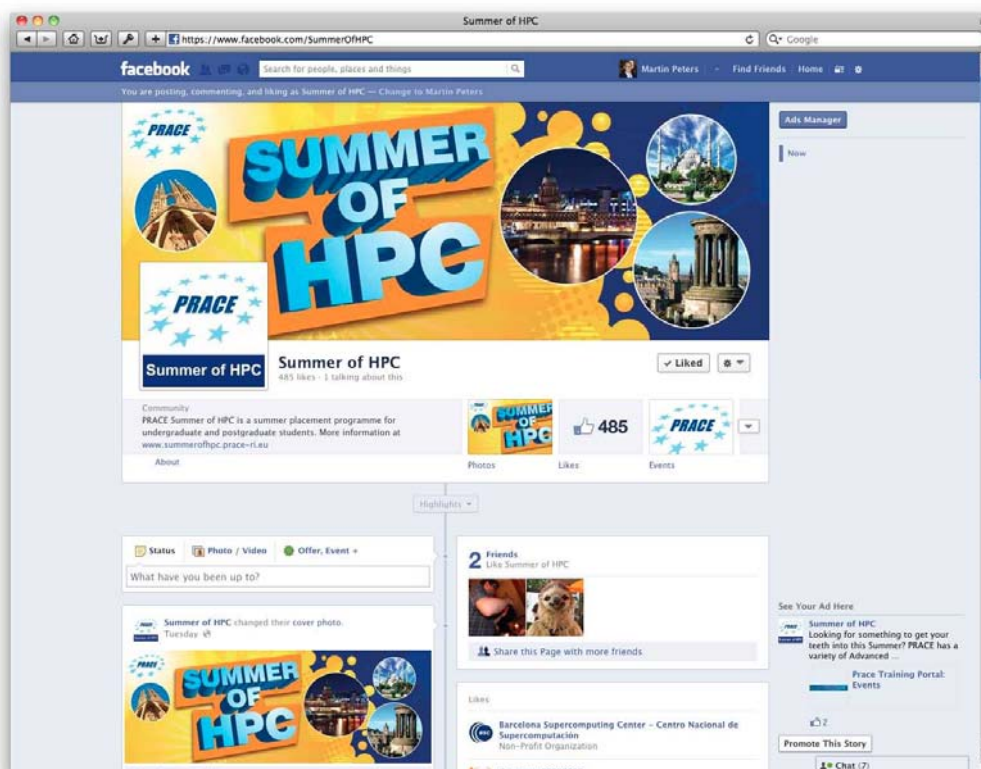 Summer of HPC
https://www.facebook.com/SummerOfHPC
Google
facebook
Search for people, places and things
Martin Peters
Find Friends
Home
You are posting, commenting, and liking as Summer of HPC — Change to Martin Peters
PRACE
SUMMER
OF
HPC
PRACE
Summer of HPC
Summer of HPC
485 likes · 1 talking about this
✓ Liked
Ads Manager
Now
Community
PRACE Summer of HPC is a summer placement programme for
undergraduate and postgraduate students. More information at
www.summerofhpc.prace-ri.eu
About
SUMMER
OF
HPC
Photos
485
Likes
PRACE
Events
Highlights
Status
Photo / Video
Offer, Event +
What have you been up to?
Summer of HPC changed their cover photo.
Tuesday
PRACE
SUMMER
OF
HPC
2 Friends
Like Summer of HPC
Share this Page with more friends
Likes
Barcelona Supercomputing Center - Centro Nacional de
Supercomputación
Non-Profit Organization
See Your Ad Here
Summer of HPC
Looking for something to get your
teeth into this Summer? PRACE has a
variety of Advanced ...
Prace Training Portal:
Events
2
Promote This Story
Chat (7)